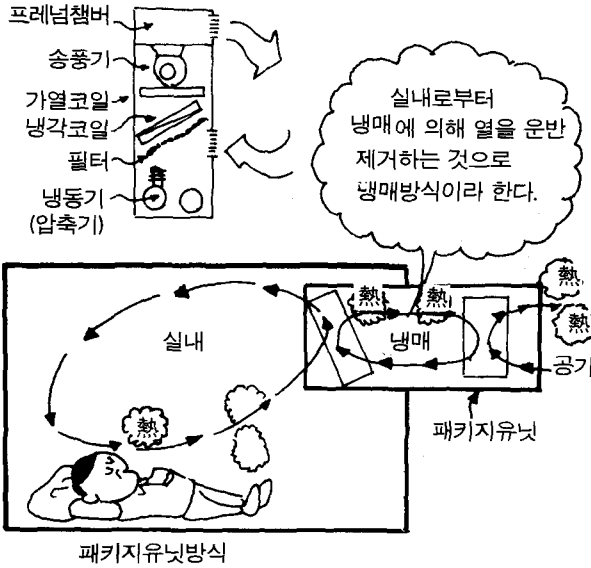 프레넘챔버
송풍기
가열코일
냉각코일
필터
냉동기
(압축기)
실내로부터
냉매에 의해 열을 운반
제거하는 것으로
냉매방식이라 한다.
熱
熱
熱
熱
실내
냉매
공기
熱
패키지유닛
패키지유닛방식